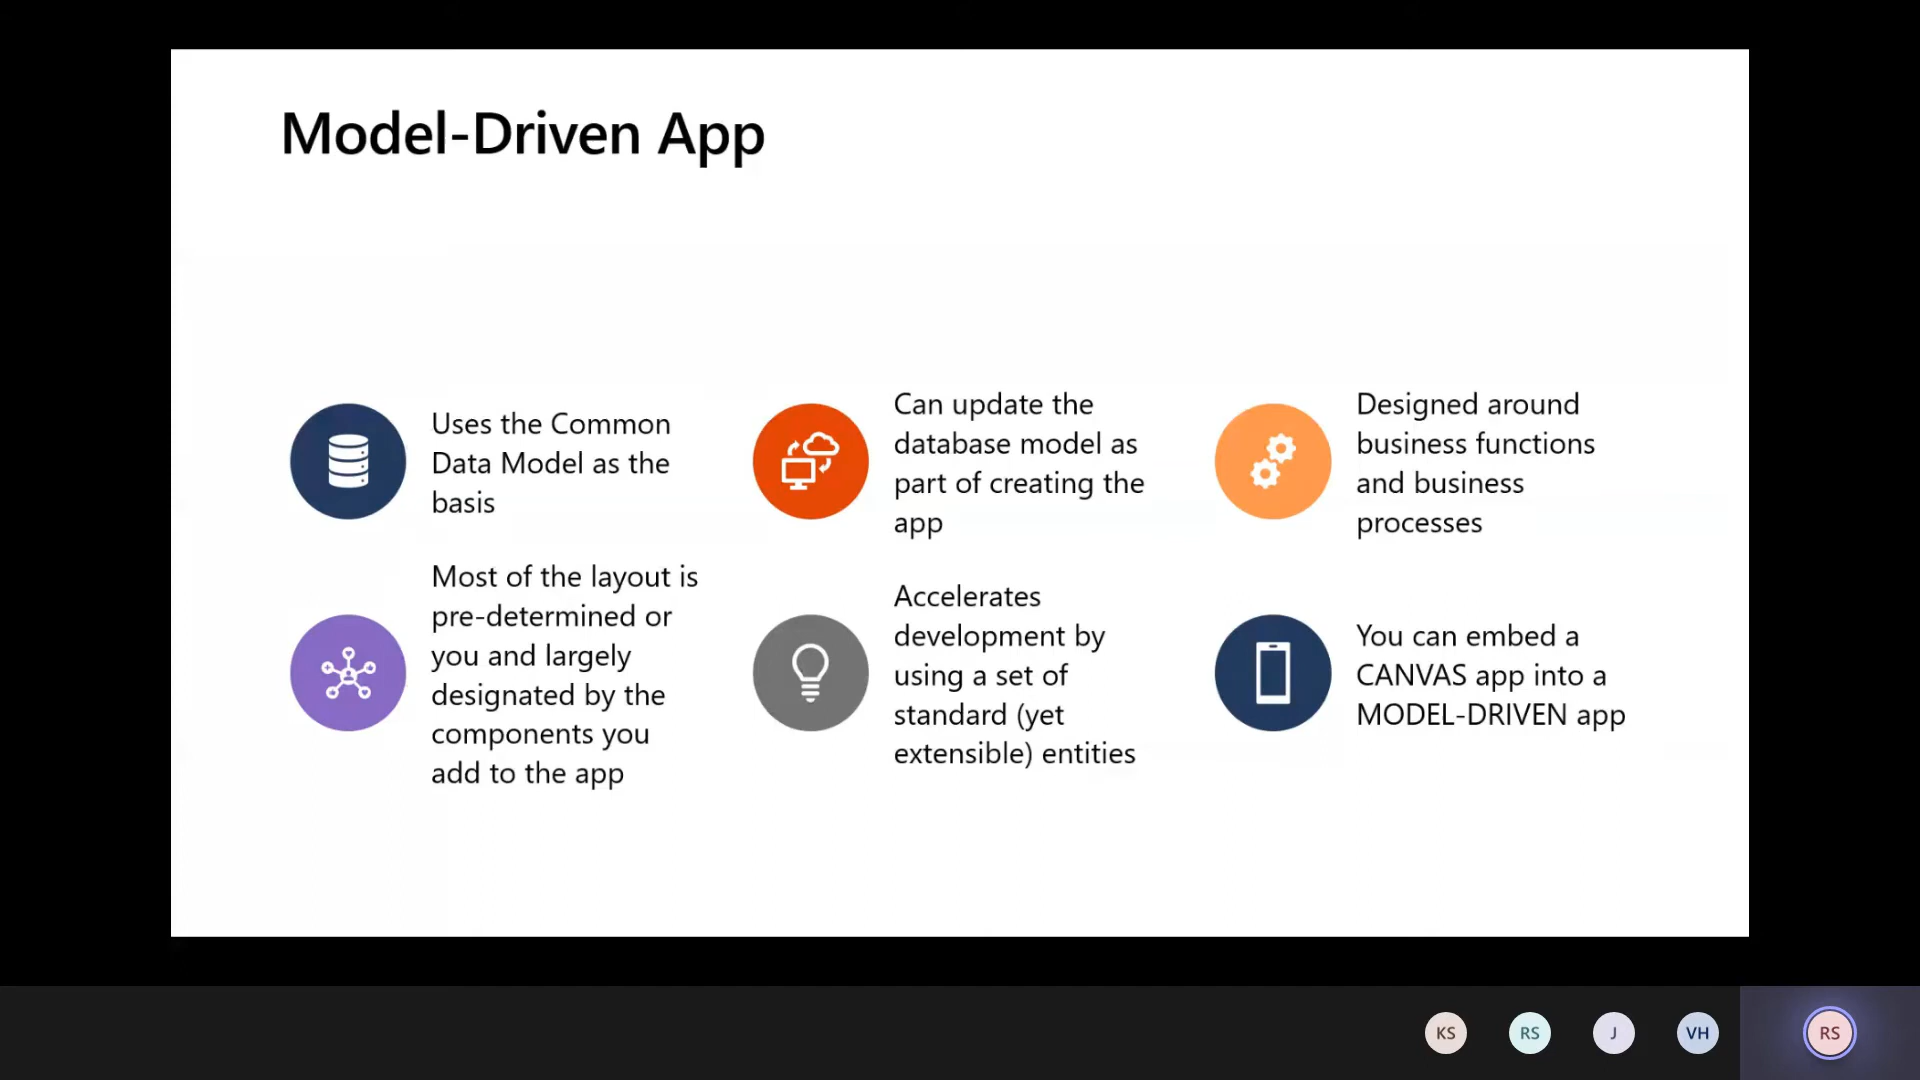 Model-Driven App
Uses the Common
Data Model as the
basis
Can update the
database model as
part of creating the
app
Designed around
business functions
and business
processes
Most of the layout is
pre-determined or
you and largely
designated by the
components you
add to the app
Accelerates
development by
using a set of
standard (yet
extensible) entities
You can embed a
CANVAS app into a
MODEL-DRIVEN app
KS
RS
J
VH
RS